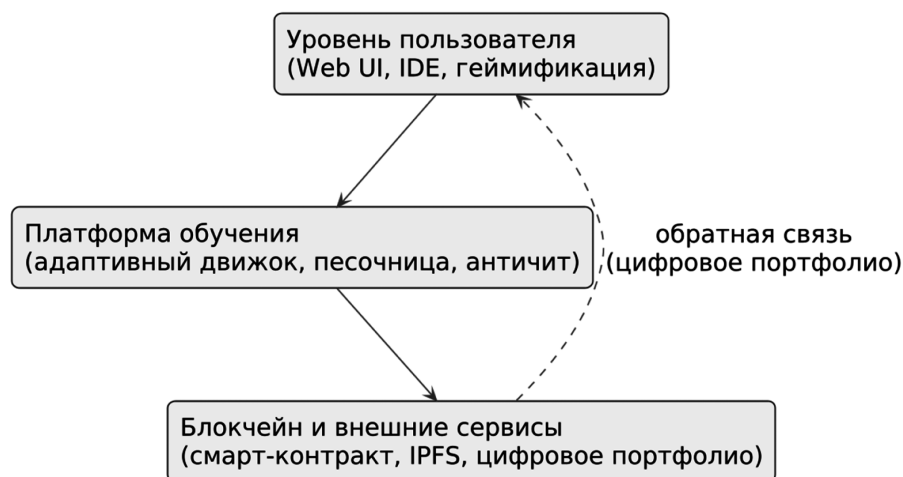 Уровень пользователя
(Web UI, IDE, геймификация)
Платформа обучения
(адаптивный движок, песочница, античит)
обратная связь
(цифровое портфолио)
Блокчейн и внешние сервисы
(смарт-контракт, IPFS, цифровое портфолио)